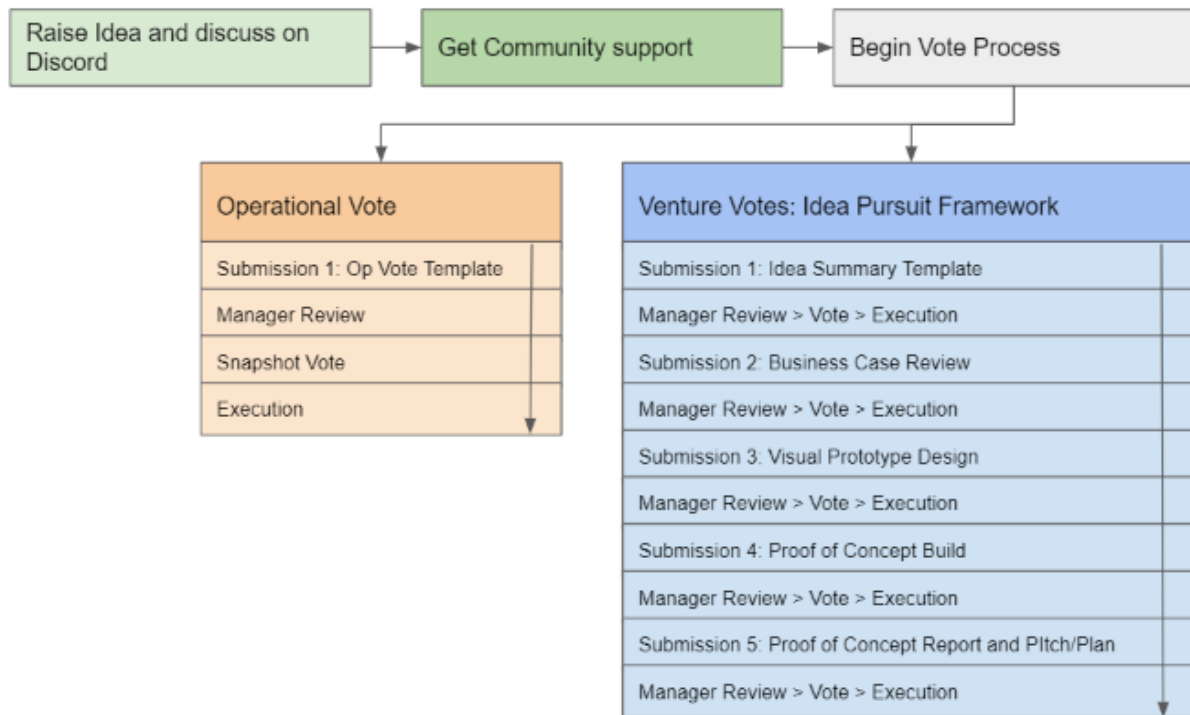 Raise Idea and discuss on
Discord
Get Community support
Begin Vote Process
Operational Vote
Submission 1: Op Vote Template
Manager Review
Snapshot Vote
Execution
Venture Votes: Idea Pursuit Framework
Submission 1: Idea Summary Template
Manager Review > Vote > Execution
Submission 2: Business Case Review
Manager Review > Vote > Execution
Submission 3: Visual Prototype Design
Manager Review > Vote > Execution
Submission 4: Proof of Concept Build
Manager Review > Vote > Execution
Submission 5: Proof of Concept Report and PItch/Plan
Manager Review > Vote > Execution